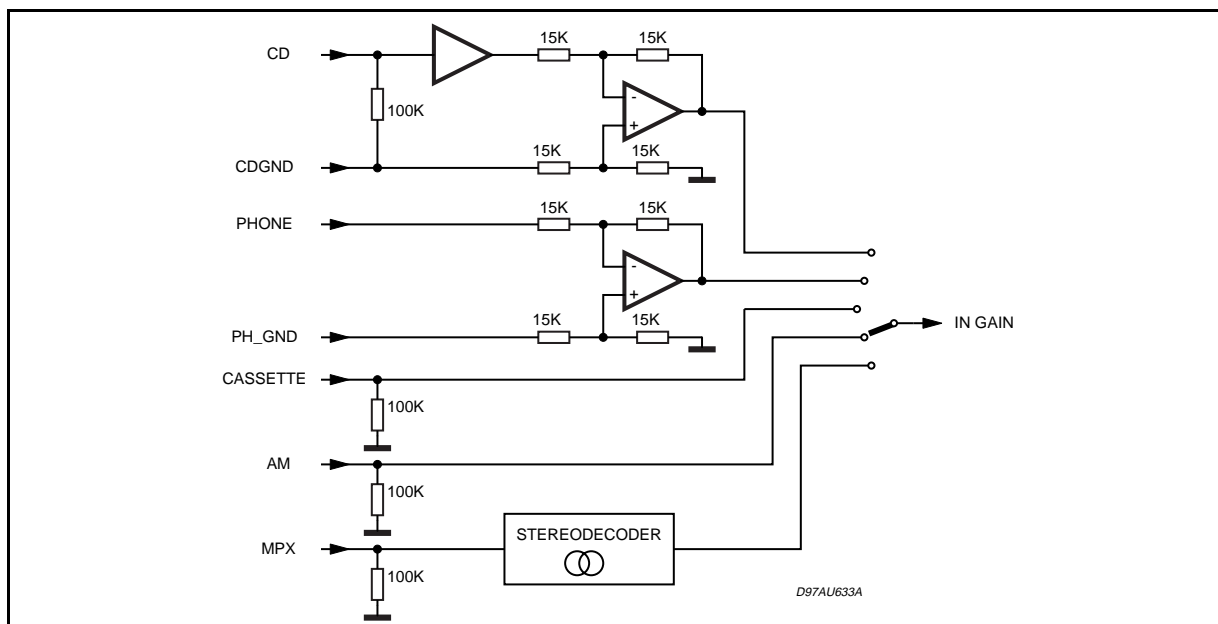 CD
15K
15K
100K
-
+
CDGND
15K
15K
PHONE
15K
15K
-
+
PH_GND
15K
15K
IN GAIN
CASSETTE
100K
AM
100K
MPX
STEREODECODER
100K
D97AU633A